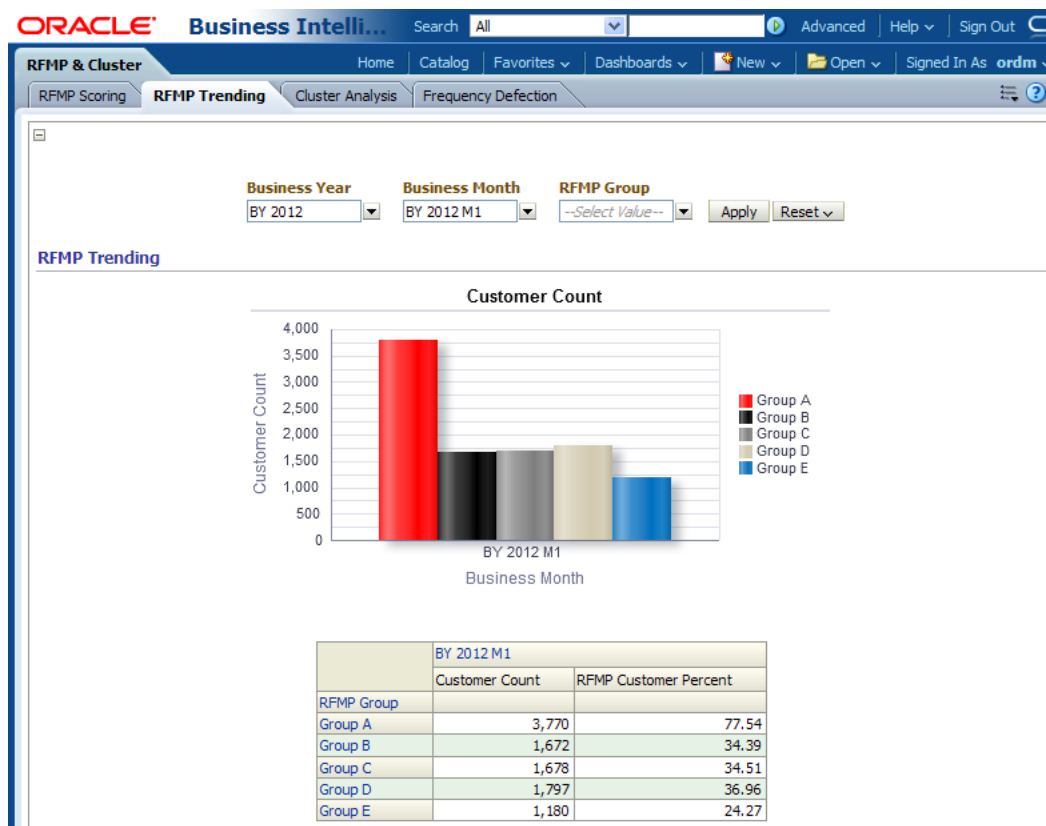 ORACLE® Business Intelli... Search All Advanced Help Sign Out
RFMP & Cluster Home Catalog Favorites Dashboards New Open Signed In As ordm
RFMP Scoring RFMP Trending Cluster Analysis Frequency Defection
Business Year Business Month RFMP Group
BY 2012 BY 2012 M1 --Select Value-- Apply Reset
RFMP Trending
Customer Count
Customer Count
4,000
3,500
3,000
2,500
2,000
1,500
1,000
500
0
Group A
Group B
Group C
Group D
Group E
BY 2012 M1
Business Month
BY 2012 M1
Customer Count RFMP Customer Percent
RFMP Group
Group A 3,770 77.54
Group B 1,672 34.39
Group C 1,678 34.51
Group D 1,797 36.96
Group E 1,180 24.27